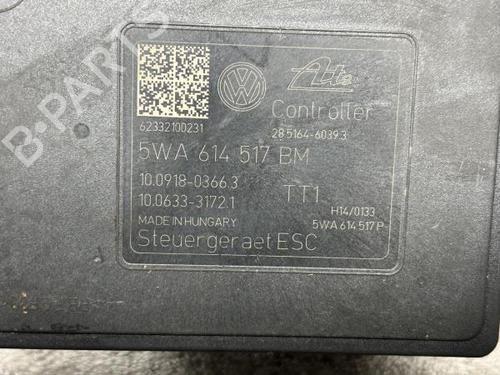 Ate
Controller
62332100231
28.5164-6039.3
5WA 614 517 BM
10.0918-0366.3
TT1
10.0633-3172.1
H14/0133
MADE IN HUNGARY
5WA 614 517 P
Steuergeraet ESC
B-PARTS